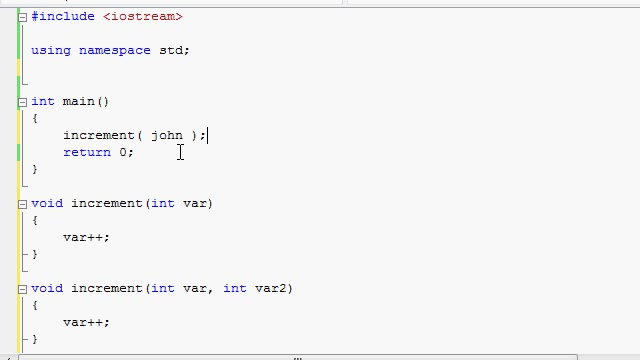 #include <iostream>
using namespace std;
int main()
{
increment( john );
return 0;
}
void increment(int var)
{
var++;
}
void increment(int var, int var2)
{
var++;
}